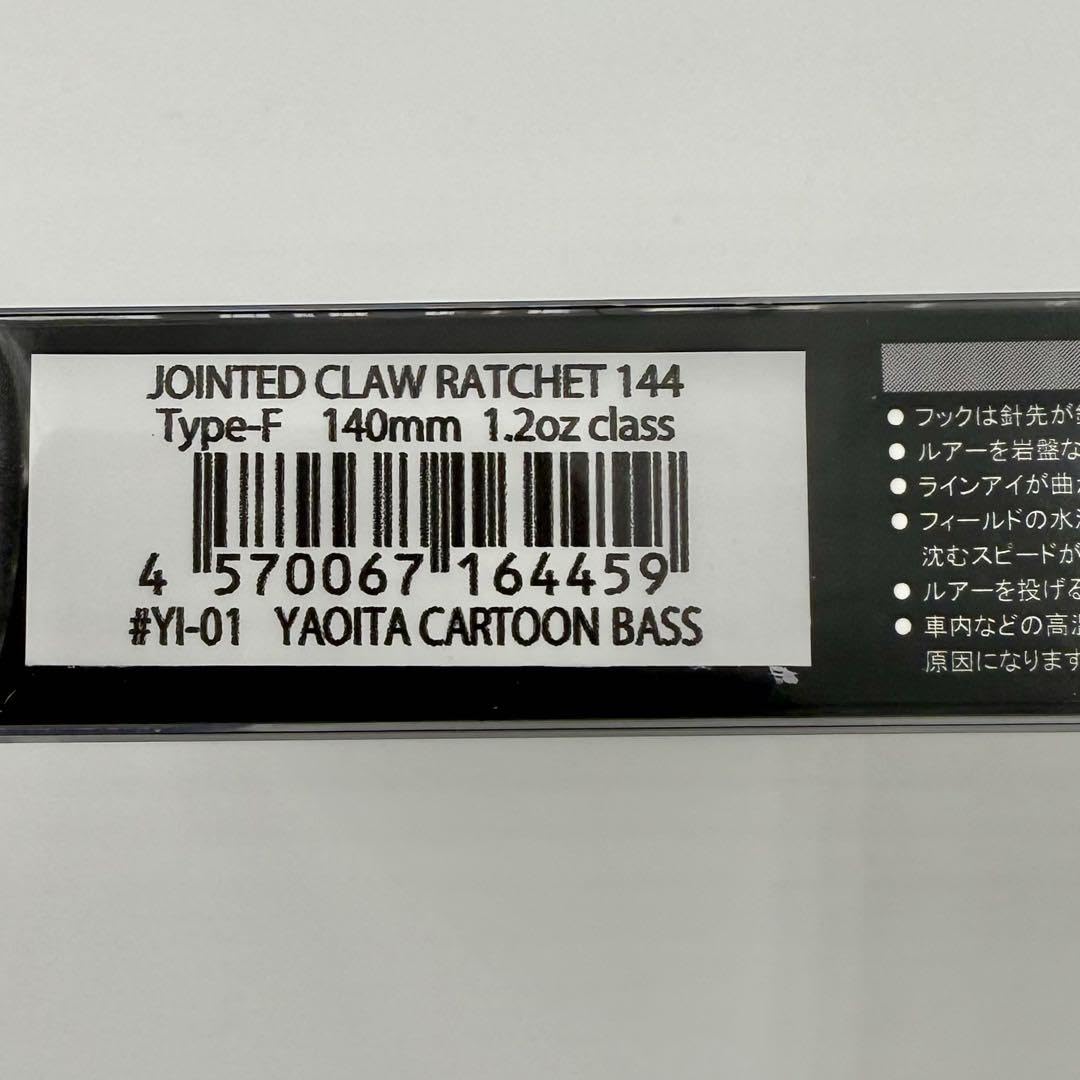 JOINTED CLAW RATCHET 144
Type-F 140mm 1.2oz class
4 570067 164459
#YI-01 YAOITA CARTOON BASS
● フックは針先が
● ルアーを岩盤な
● ラインアイが曲
● フィールドの水
沈むスピードが
● ルアーを投げる
● 車内などの高温
原因になります